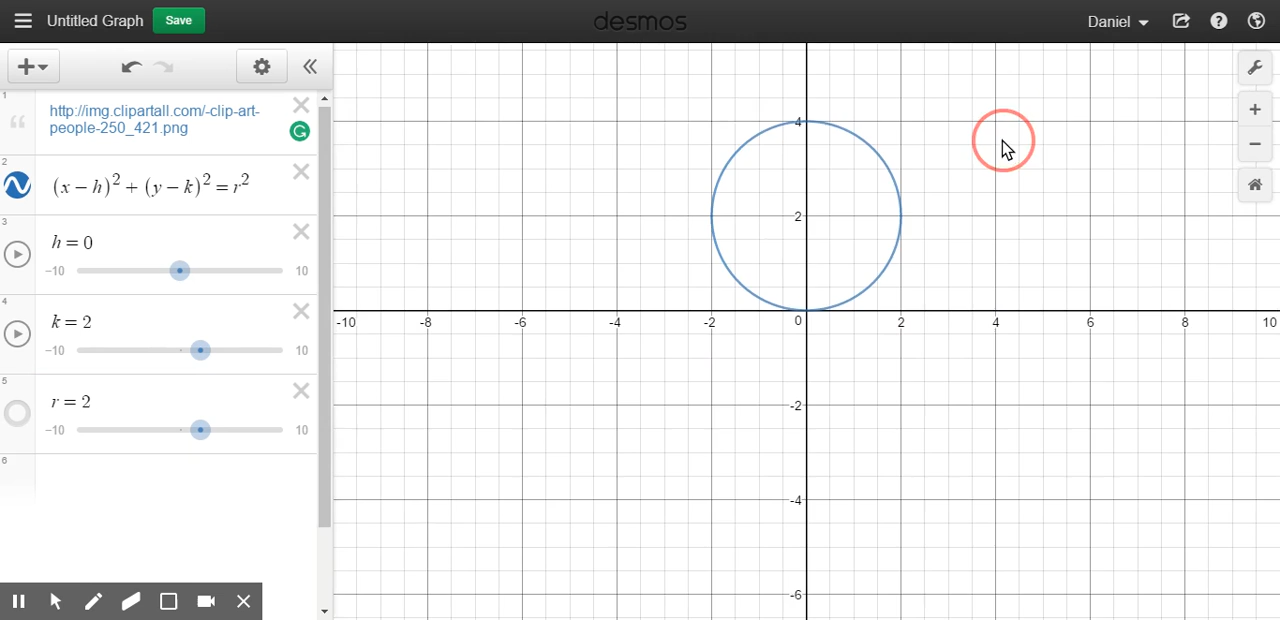 Untitled Graph Save desmos Daniel
1
http://img.clipartall.com/-clip-art-
people-250_421.png
2
(x − h)² + (y − k)² = r²
3
h = 0
−10 10
4
k = 2
−10 10
5
r = 2
−10 10
6
4
2
-10 -8 -6 -4 -2 0 2 4 6 8 10
-2
-4
-6